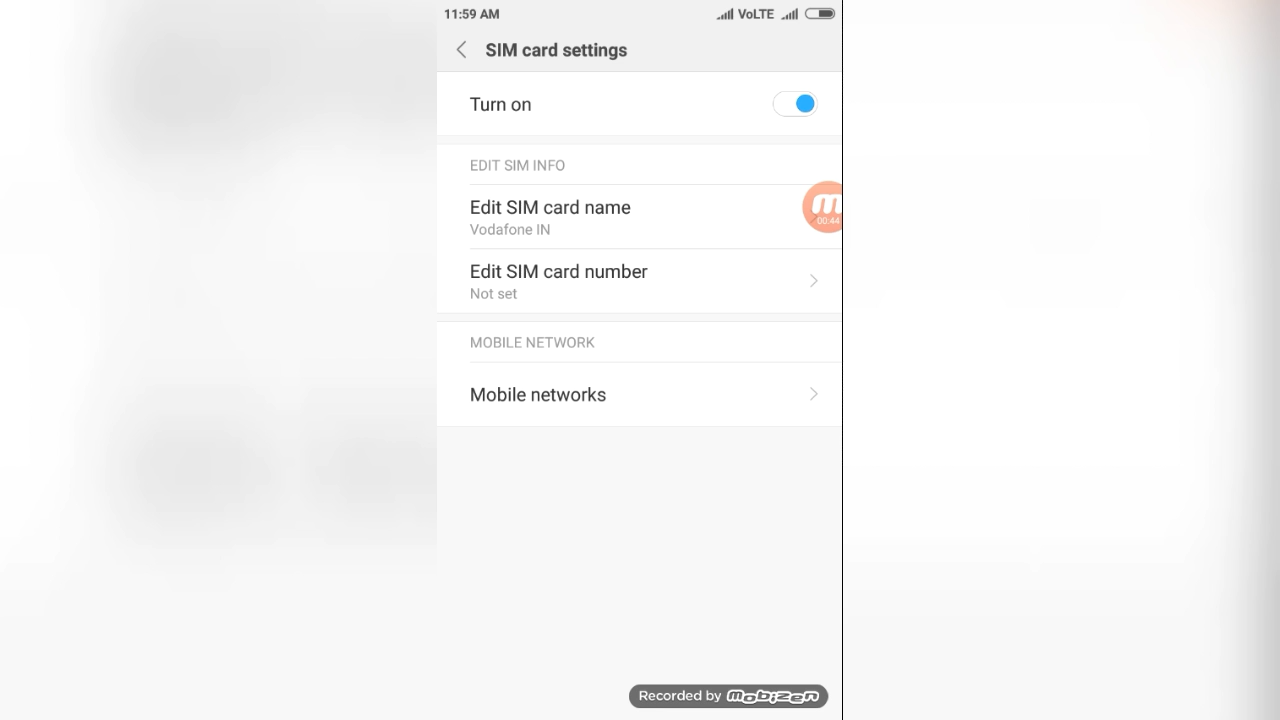 11:59 AM VoLTE
SIM card settings
Turn on
EDIT SIM INFO
Edit SIM card name
Vodafone IN
m
00:44
Edit SIM card number
Not set
MOBILE NETWORK
Mobile networks
Recorded by mobizen